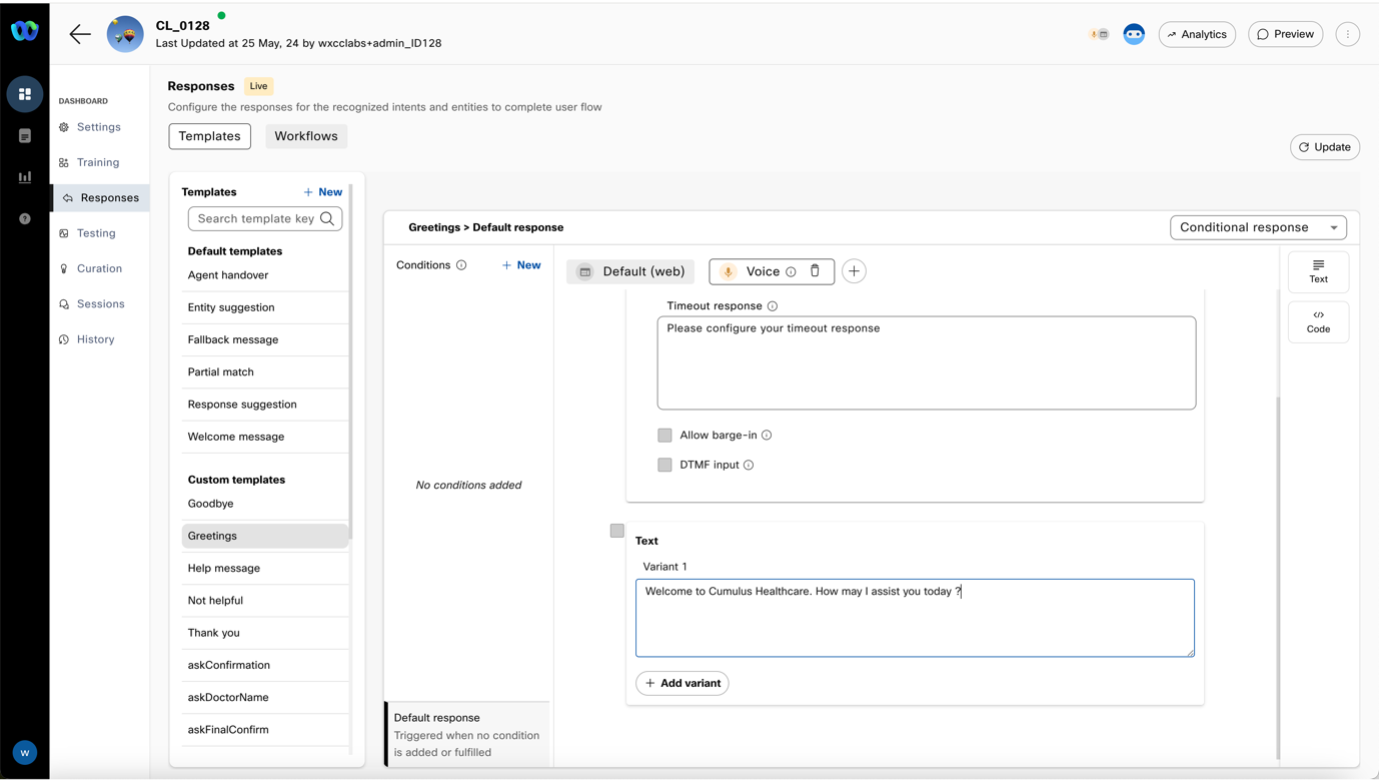 CL_0128
Last Updated at 25 May, 24 by wxcclabs+admin_ID128
Analytics
Preview
DASHBOARD
Settings
Training
Responses
Testing
Curation
Sessions
History
W
Responses Live
Configure the responses for the recognized intents and entities to complete user flow
Templates Workflows
Update
Templates + New
Search template key
Default templates
Agent handover
Entity suggestion
Fallback message
Partial match
Response suggestion
Welcome message
Custom templates
Goodbye
Greetings
Help message
Not helpful
Thank you
askConfirmation
askDoctorName
askFinalConfirm
Greetings > Default response
Conditional response
Conditions + New
No conditions added
Default response
Triggered when no condition
is added or fulfilled
Default (web) Voice
Timeout response
Please configure your timeout response
Allow barge-in
DTMF input
Text
Variant 1
Welcome to Cumulus Healthcare. How may I assist you today ?
+ Add variant
Text
</>
Code